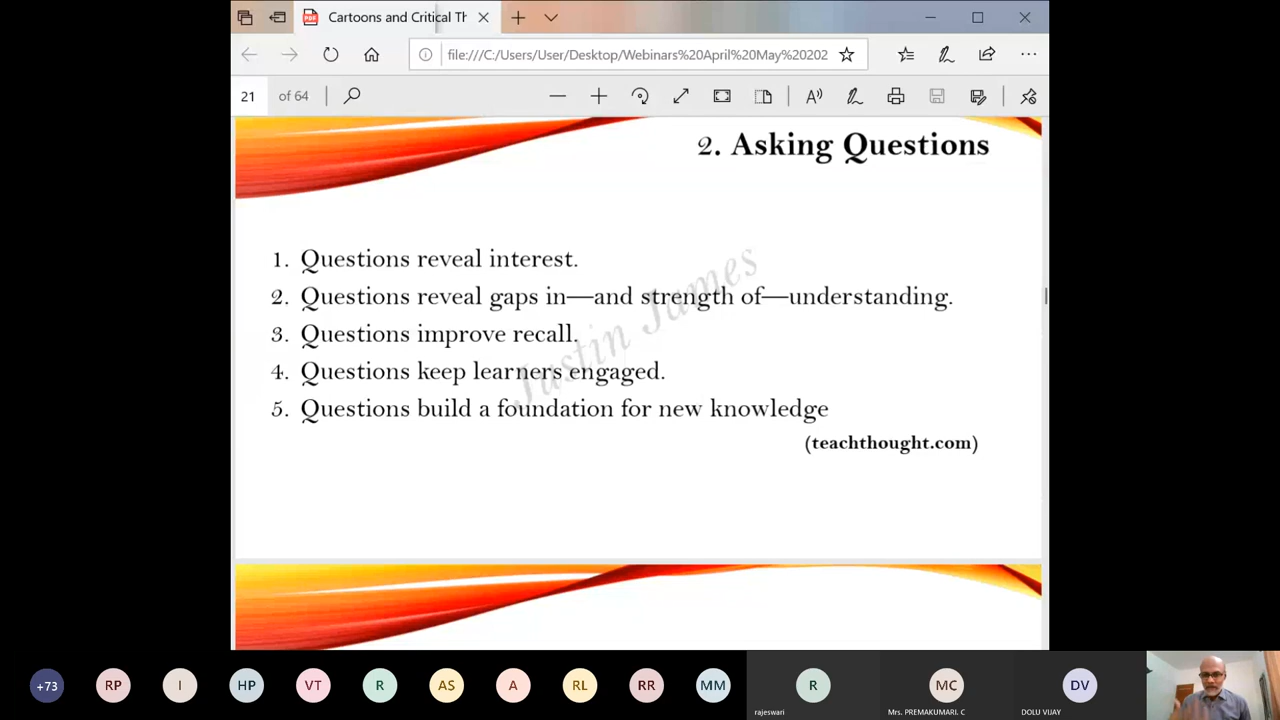 Cartoons and Critical Th
file:///C:/Users/User/Desktop/Webinars%20April%20May%20202
21 of 64
2. Asking Questions
1. Questions reveal interest.
2. Questions reveal gaps in—and strength of—understanding.
3. Questions improve recall.
4. Questions keep learners engaged.
5. Questions build a foundation for new knowledge
(teachthought.com)
Justin James
+73 RP I HP VT R AS A RL RR MM R MC DV
rajeswari Mrs. PREMAKUMARI. C DOLU VIJAY